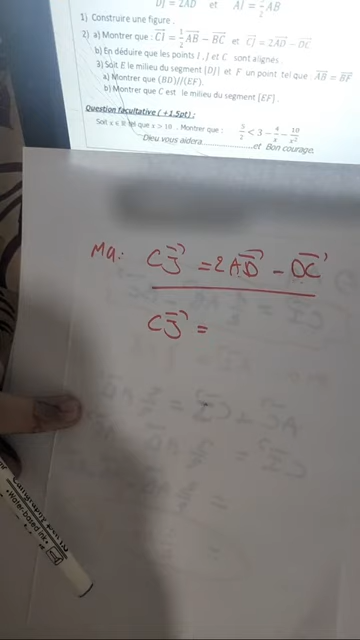 DJ = 2AD et AI = 1/2 AB
1) Construire une figure.
2) a) Montrer que : CI = 1/2 AB − BC et CJ = 2AD − DC
b) En déduire que les points I, J et C sont alignés
3) Soit E le milieu du segment [DJ] et F un point tel que : AB = BF
a) Montrer que (BD)//(EF).
b) Montrer que C est le milieu du segment [EF].
Question facultative ( +1.5pt) :
Soit x ∈ ℝ tel que x > 10 . Montrer que : 5/2 < 3 − 4/x − 10/x²
Dieu vous aidera ........................et Bon courage.
Mq: CJ = 2AD − DC
CJ =
Water-based ink